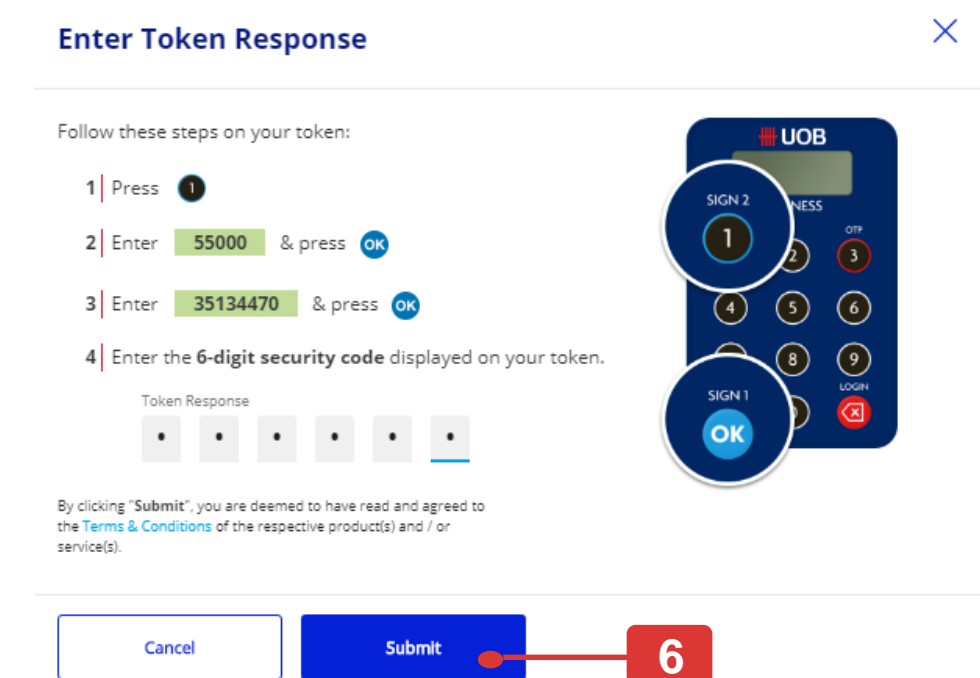 Enter Token Response
Follow these steps on your token:
1 Press 1
2 Enter 55000 & press OK
3 Enter 35134470 & press OK
4 Enter the 6-digit security code displayed on your token.
Token Response
By clicking "Submit", you are deemed to have read and agreed to
the Terms & Conditions of the respective product(s) and / or
service(s).
Cancel
Submit
6
UOB
NESS
SIGN 2
OTP
1 2 3
4 5 6
8 9
LOGIN
SIGN 1
OK